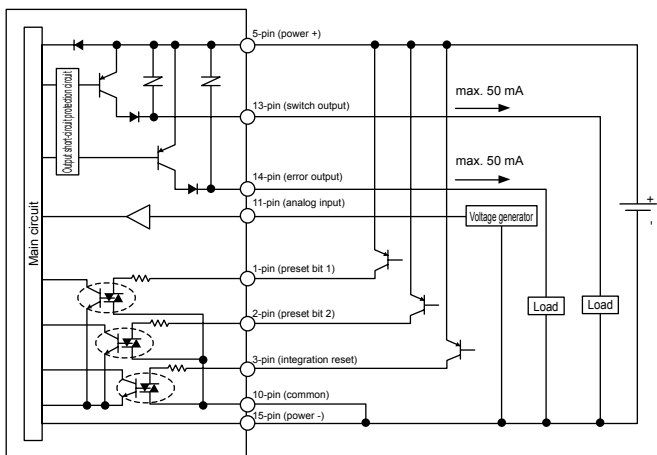 5-pin (power +)
max. 50 mA
13-pin (switch output)
Output short-circuit protection circuit
max. 50 mA
14-pin (error output)
11-pin (analog input)
Voltage generator
+
-
Main circuit
1-pin (preset bit 1)
2-pin (preset bit 2)
Load
Load
3-pin (integration reset)
10-pin (common)
15-pin (power -)